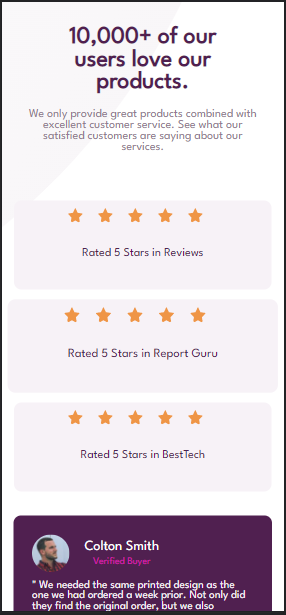 10,000+ of our
users love our
products.
We only provide great products combined with
excellent customer service. See what our
satisfied customers are saying about our
services.
Rated 5 Stars in Reviews
Rated 5 Stars in Report Guru
Rated 5 Stars in BestTech
Colton Smith
Verified Buyer
" We needed the same printed design as the
one we had ordered a week prior. Not only did
they find the original order, but we also